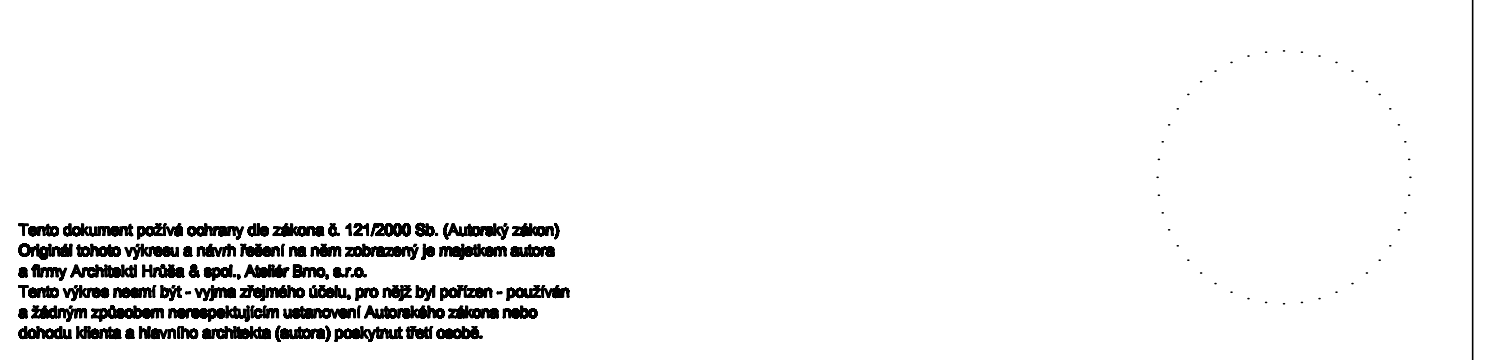 Tento dokument požívá ochrany dle zákona č. 121/2000 Sb. (Autorský zákon)
Originál tohoto výkresu a návrh řešení na něm zobrazený je majetkem autora
a firmy Architekti Hrůša & spol., Ateliér Brno, s.r.o.
Tento výkres nesmí být - vyjma zřejmého účelu, pro nějž byl pořízen - používán
a žádným způsobem nerespektujícím ustanovení Autorského zákona nebo
dohodu klienta a hlavního architekta (autora) poskytnut třetí osobě.